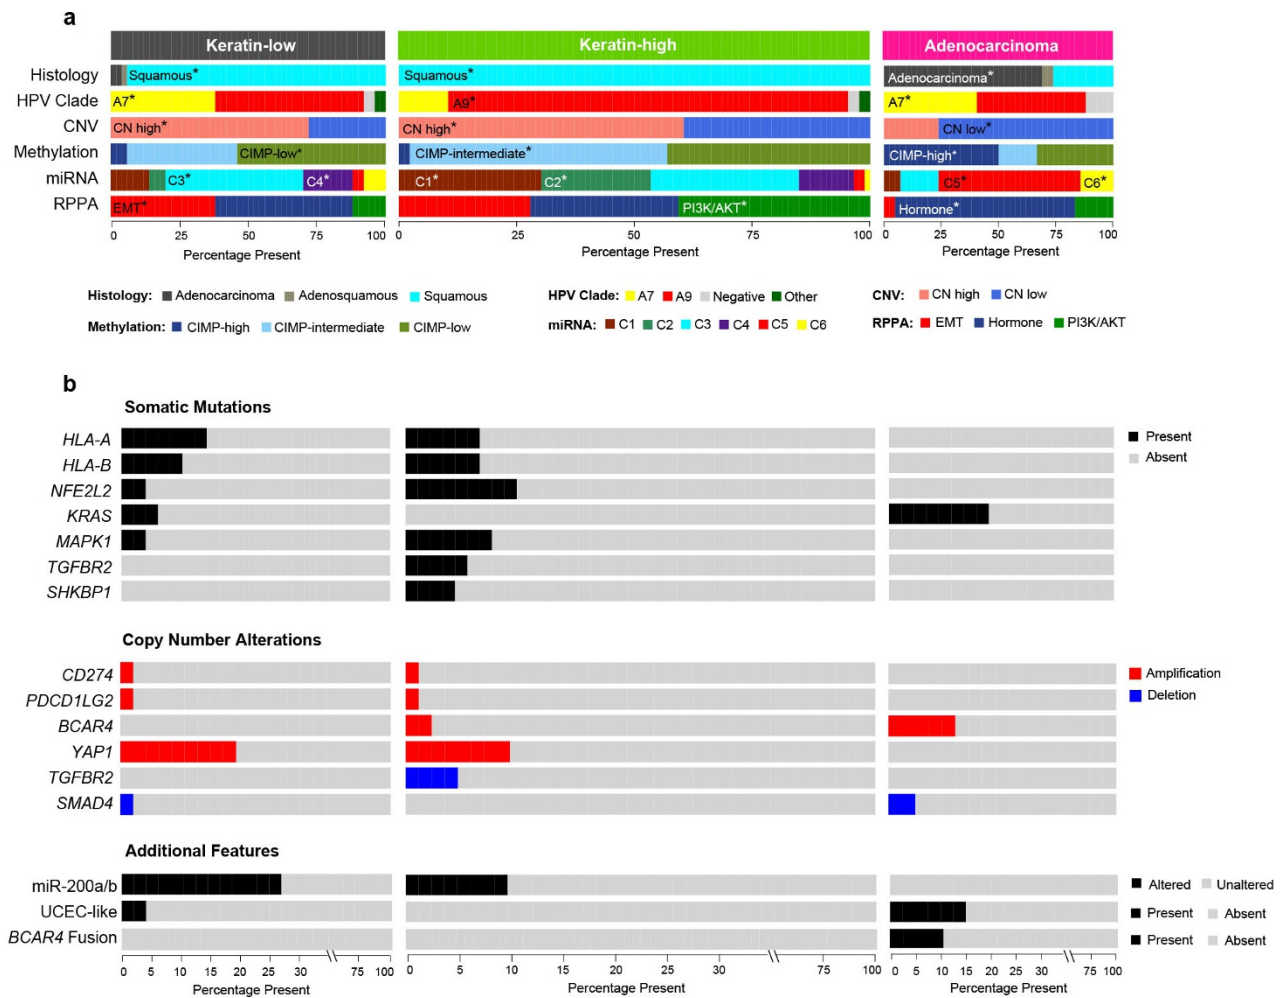 a
Keratin-low Keratin-high Adenocarcinoma
Histology Squamous* Squamous* Adenocarcinoma*
HPV Clade A7* A9* A7*
CNV CN high* CN high* CN low*
Methylation CIMP-low* CIMP-intermediate* CIMP-high*
miRNA C3* C4* C1* C2* C5* C6*
RPPA EMT* PI3K/AKT* Hormone*
0 25 50 75 100 0 25 50 75 100 0 25 50 75 100
Percentage Present Percentage Present Percentage Present
Histology: Adenocarcinoma Adenosquamous Squamous HPV Clade: A7 A9 Negative Other CNV: CN high CN low
Methylation: CIMP-high CIMP-intermediate CIMP-low miRNA: C1 C2 C3 C4 C5 C6 RPPA: EMT Hormone PI3K/AKT
b
Somatic Mutations
HLA-A Present
HLA-B Absent
NFE2L2
KRAS
MAPK1
TGFBR2
SHKBP1
Copy Number Alterations
CD274 Amplification
PDCD1LG2 Deletion
BCAR4
YAP1
TGFBR2
SMAD4
Additional Features
miR-200a/b Altered Unaltered
UCEC-like Present Absent
BCAR4 Fusion Present Absent
0 5 10 15 20 25 30 75 100 0 5 10 15 20 25 30 75 100 0 5 10 15 20 30 75 100
Percentage Present Percentage Present Percentage Present